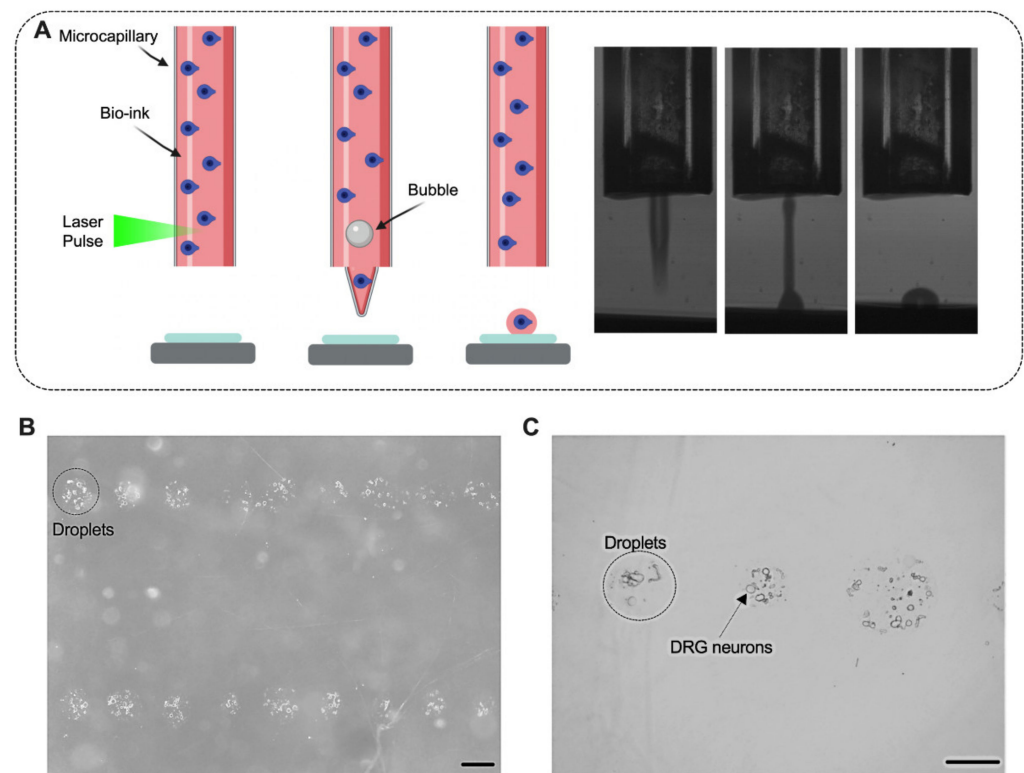 A
Microcapillary
Bio-ink
Laser
Pulse
Bubble
B
Droplets
C
Droplets
DRG neurons